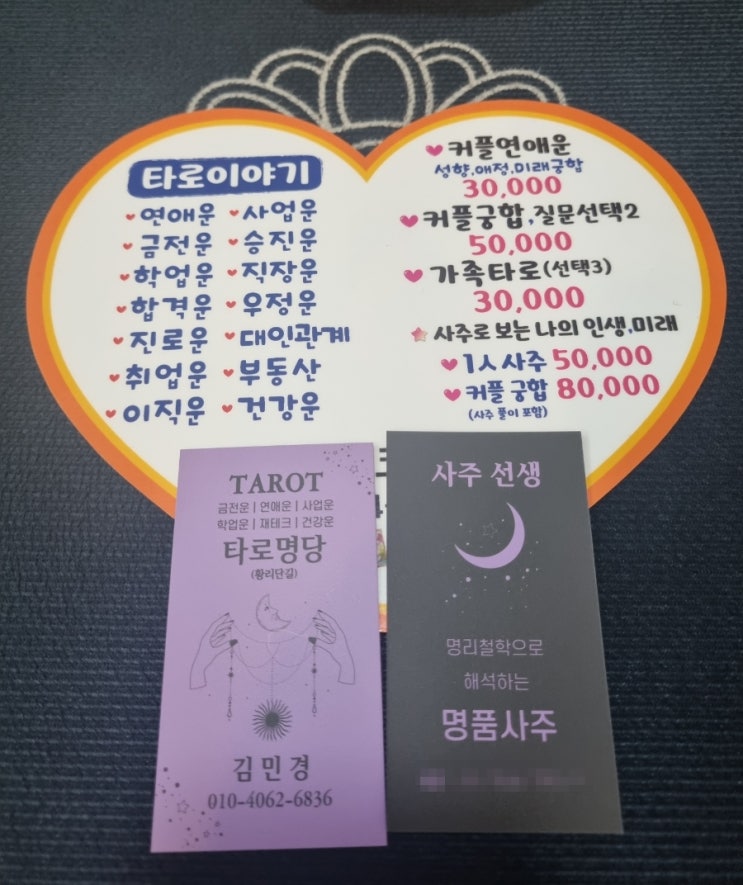 타로이야기
연애운 사업운
금전운 승진운
학업운 직장운
합격운 우정운
진로운 대인관계
취업운 부동산
이직운 건강운
커플연애운
성향,애정,미래궁합
30,000
커플궁합,질문선택2
50,000
가족타로(선택3)
30,000
사주로 보는 나의 인생,미래
1人 사주 50,000
커플 궁합 80,000
(사주 풀이 포함)
TAROT
금전운 | 연애운 | 사업운
학업운 | 재테크 | 건강운
타로명당
(황리단길)
김민경
010-4062-6836
사주 선생
명리철학으로
해석하는
명품사주